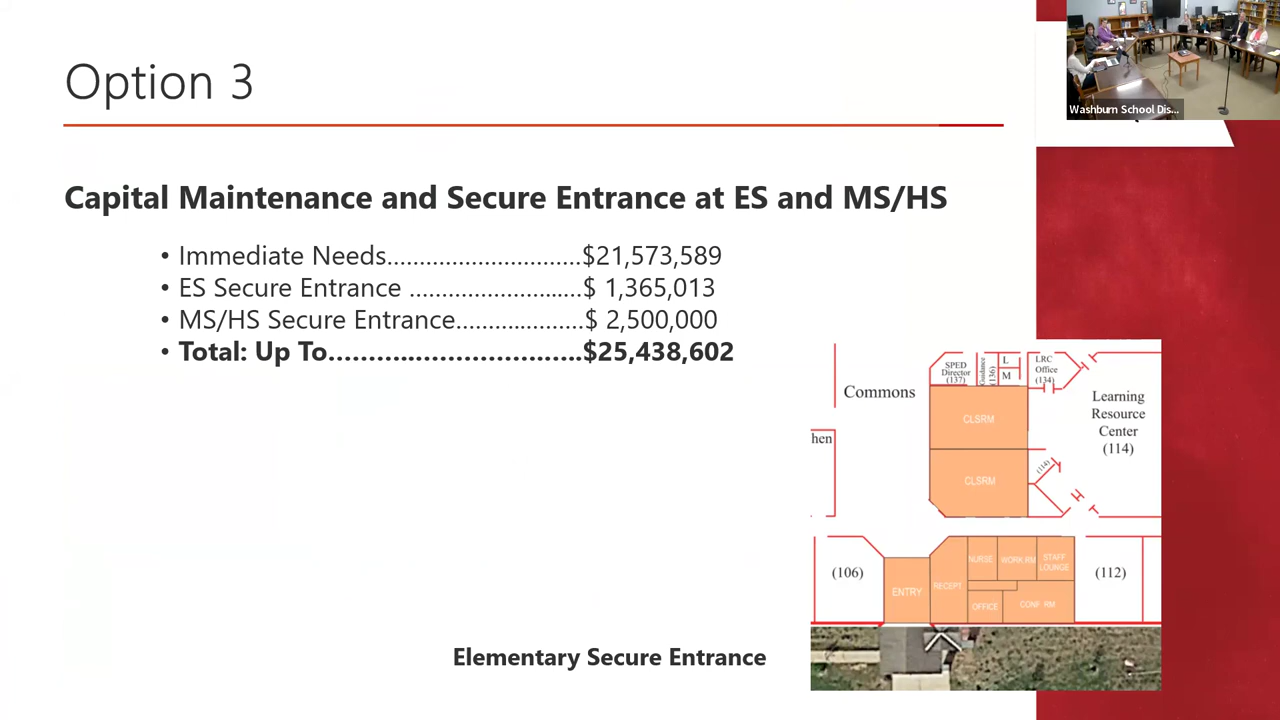 Option 3
Washburn School Dis...
Capital Maintenance and Secure Entrance at ES and MS/HS
• Immediate Needs..............................$21,573,589
• ES Secure Entrance ...........................$ 1,365,013
• MS/HS Secure Entrance....................$ 2,500,000
• Total: Up To.....................................$25,438,602
Commons
SPED
Director
(137)
Guidance
(136)
L
M
LRC
Office
(134)
Learning
Resource
Center
(114)
CLSRM
hen
CLSRM
(114)
(106)
ENTRY
RECEPT
NURSE
WORK RM
STAFF
LOUNGE
OFFICE
CONF RM
(112)
Elementary Secure Entrance